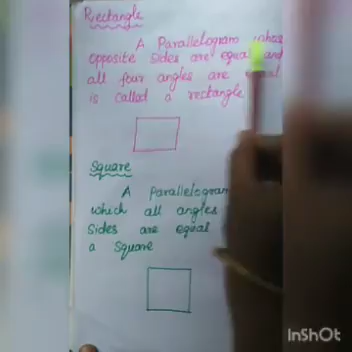 Rectangle
A Parallelogram whose
opposite sides are equal and
all four angles are equal
is called a rectangle
Square
A Parallelogram
which all angles
sides are equal
a square
InShOt